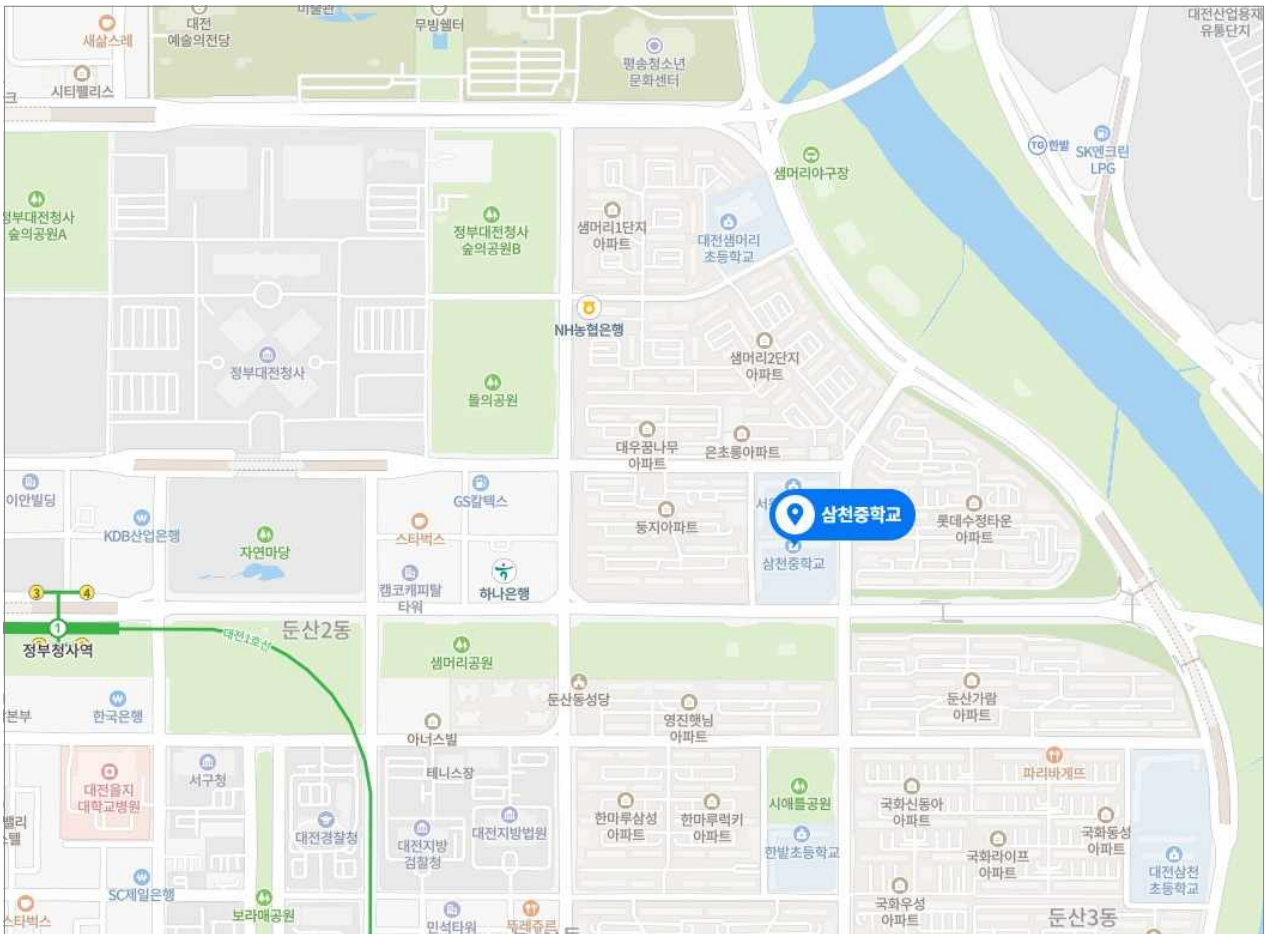 대전
예술의전당
무빙쉘터
대전산업용재
유통단지
새삶스레
평송청소년
문화센터
시티팰리스
크
TG 한밭
SK엔크린
LPG
샘머리야구장
정부대전청사
숲의공원A
정부대전청사
숲의공원B
샘머리1단지
아파트
대전샘머리
초등학교
NH농협은행
정부대전청사
샘머리2단지
아파트
둘의공원
대우꿈나무
아파트
은초롱아파트
이안빌딩
GS칼텍스
KDB산업은행
스타벅스
자연마당
둥지아파트
서
삼천중학교
롯데수정타운
아파트
삼천중학교
캠코캐피탈
타워
하나은행
3
4
1
정부청사역
대전1호선
둔산2동
샘머리공원
둔산동성당
본부
한국은행
아너스빌
영진햇님
아파트
둔산가람
아파트
대전을지
대학교병원
서구청
테니스장
시애틀공원
파리바게뜨
밸리
스텔
대전경찰청
대전지방
검찰청
대전지방법원
한마루삼성
아파트
한마루럭키
아파트
한밭초등학교
국화신동아
아파트
국화동성
아파트
국화라이프
아파트
대전삼천
초등학교
SC제일은행
스타벅스
보라매공원
민석타워
뚜레쥬르
국화우성
아파트
둔산3동